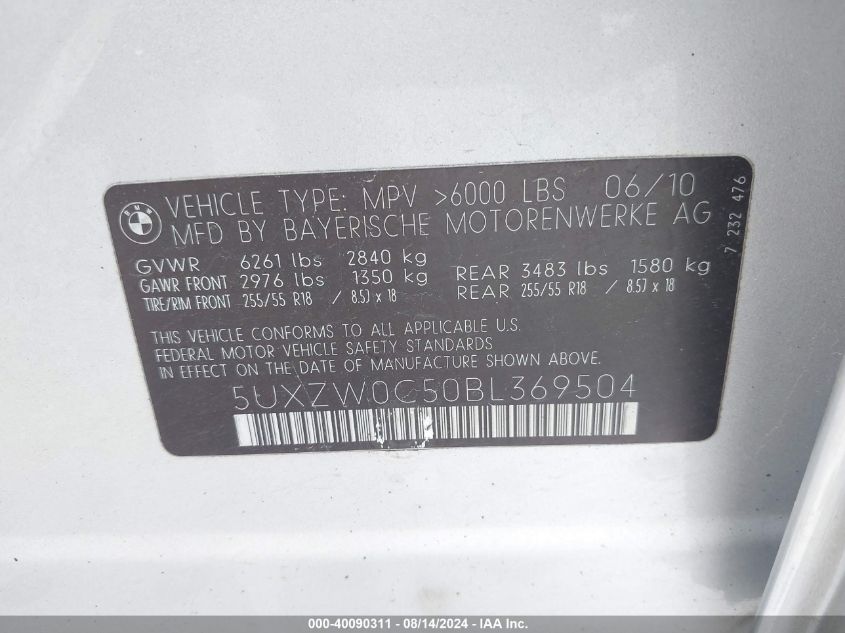 BMW
VEHICLE TYPE: MPV >6000 LBS 06/10
MFD BY BAYERISCHE MOTORENWERKE AG
GVWR 6261 lbs 2840 kg
GAWR FRONT 2976 lbs 1350 kg REAR 3483 lbs 1580 kg
TIRE/RIM FRONT 255/55 R18 / 8.5J x 18 REAR 255/55 R18 / 8.5J x 18
7 232 476
THIS VEHICLE CONFORMS TO ALL APPLICABLE U.S.
FEDERAL MOTOR VEHICLE SAFETY STANDARDS
IN EFFECT ON THE DATE OF MANUFACTURE SHOWN ABOVE.
5UXZW0C50BL369504
000-40090311 - 08/14/2024 - IAA, Inc.